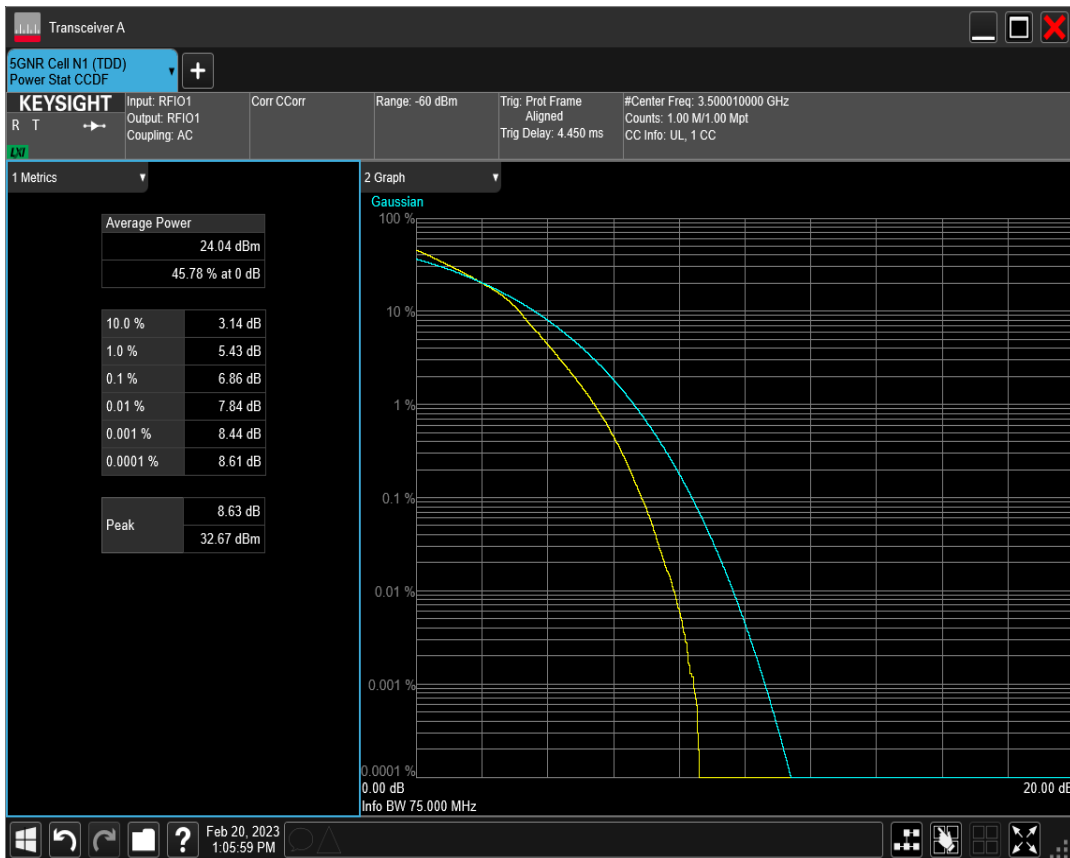 Transceiver A
5GNR Cell N1 (TDD)
Power Stat CCDF
KEYSIGHT
R T
LXI
Input: RFIO1
Output: RFIO1
Coupling: AC
Corr CCorr
Range: -60 dBm
Trig: Prot Frame
Aligned
Trig Delay: 4.450 ms
#Center Freq: 3.500010000 GHz
Counts: 1.00 M/1.00 Mpt
CC Info: UL, 1 CC
1 Metrics
Average Power
24.04 dBm
45.78 % at 0 dB
10.0 % 3.14 dB
1.0 % 5.43 dB
0.1 % 6.86 dB
0.01 % 7.84 dB
0.001 % 8.44 dB
0.0001 % 8.61 dB
Peak
8.63 dB
32.67 dBm
2 Graph
Gaussian
100 %
10 %
1 %
0.1 %
0.01 %
0.001 %
0.0001 %
0.00 dB 20.00 dB
Info BW 75.000 MHz
Feb 20, 2023
1:05:59 PM